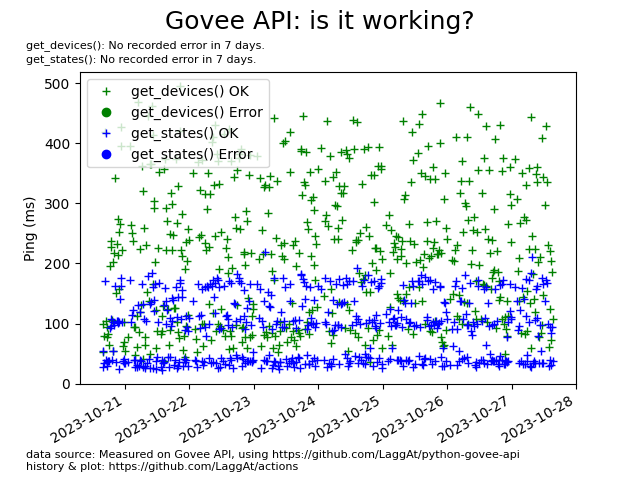 Govee API: is it working?
get_devices(): No recorded error in 7 days.
get_states(): No recorded error in 7 days.
500
400
300
200
100
0
Ping (ms)
get_devices() OK
get_devices() Error
get_states() OK
get_states() Error
2023-10-21
2023-10-22
2023-10-23
2023-10-24
2023-10-25
2023-10-26
2023-10-27
2023-10-28
data source: Measured on Govee API, using https://github.com/LaggAt/python-govee-api
history & plot: https://github.com/LaggAt/actions